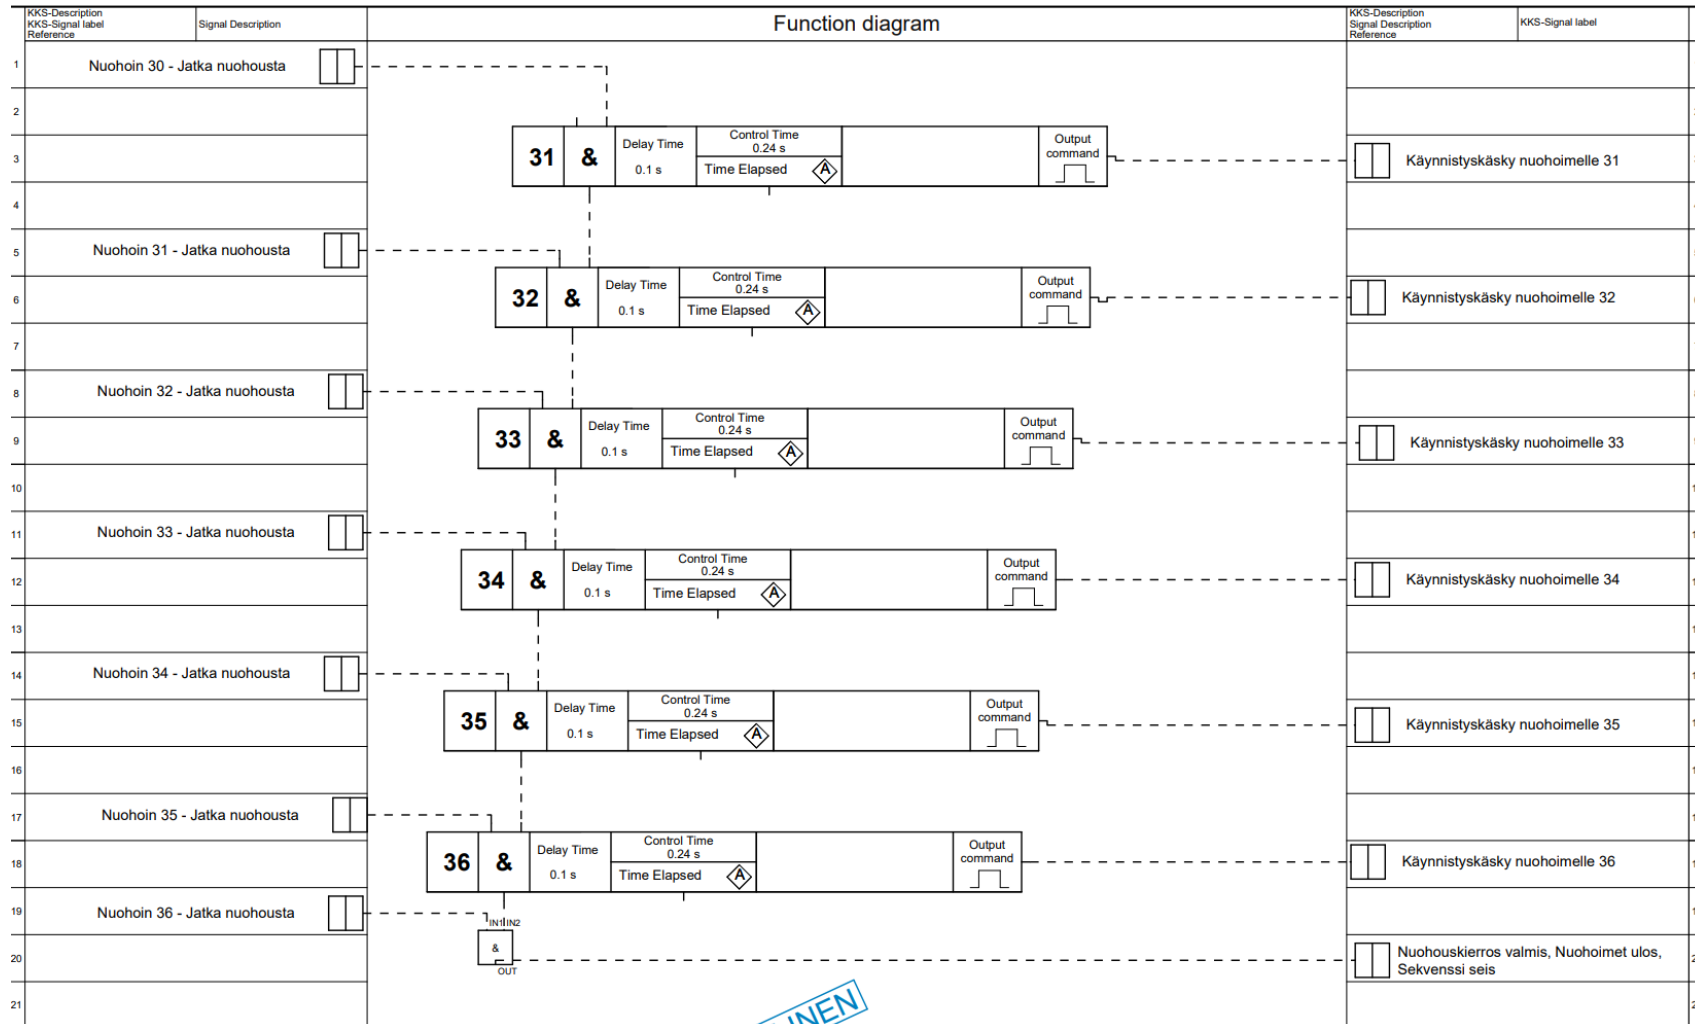 KKS-Description
KKS-Signal label
Reference
Signal Description
Function diagram
KKS-Description
Signal Description
Reference
KKS-Signal label
1
Nuohoin 30 - Jatka nuohousta
2
3
31
&
Delay Time
0.1 s
Control Time
0.24 s
Time Elapsed
A
Output
command
Käynnistyskäsky nuohoimelle 31
4
5
Nuohoin 31 - Jatka nuohousta
6
32
&
Delay Time
0.1 s
Control Time
0.24 s
Time Elapsed
A
Output
command
Käynnistyskäsky nuohoimelle 32
7
8
Nuohoin 32 - Jatka nuohousta
9
33
&
Delay Time
0.1 s
Control Time
0.24 s
Time Elapsed
A
Output
command
Käynnistyskäsky nuohoimelle 33
10
11
Nuohoin 33 - Jatka nuohousta
12
34
&
Delay Time
0.1 s
Control Time
0.24 s
Time Elapsed
A
Output
command
Käynnistyskäsky nuohoimelle 34
13
14
Nuohoin 34 - Jatka nuohousta
15
35
&
Delay Time
0.1 s
Control Time
0.24 s
Time Elapsed
A
Output
command
Käynnistyskäsky nuohoimelle 35
16
17
Nuohoin 35 - Jatka nuohousta
18
36
&
Delay Time
0.1 s
Control Time
0.24 s
Time Elapsed
A
Output
command
Käynnistyskäsky nuohoimelle 36
19
Nuohoin 36 - Jatka nuohousta
IN1 IN2
20
&
OUT
Nuohouskierros valmis, Nuohoimet ulos,
Sekvenssi seis
21